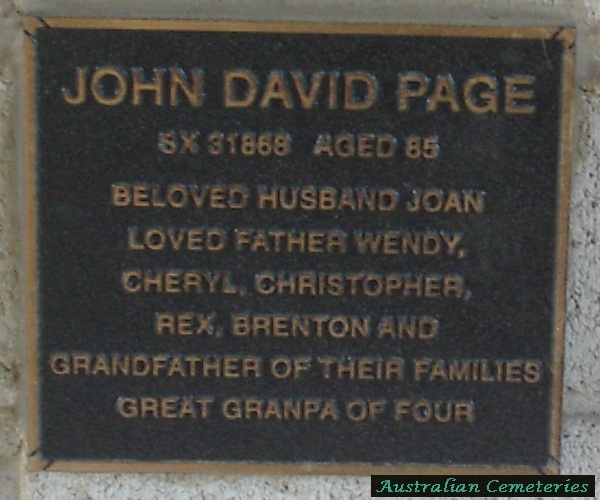 JOHN DAVID PAGE
SX 31868 AGED 85
BELOVED HUSBAND JOAN
LOVED FATHER WENDY,
CHERYL, CHRISTOPHER,
REX, BRENTON AND
GRANDFATHER OF THEIR FAMILIES
GREAT GRANPA OF FOUR
Australian Cemeteries